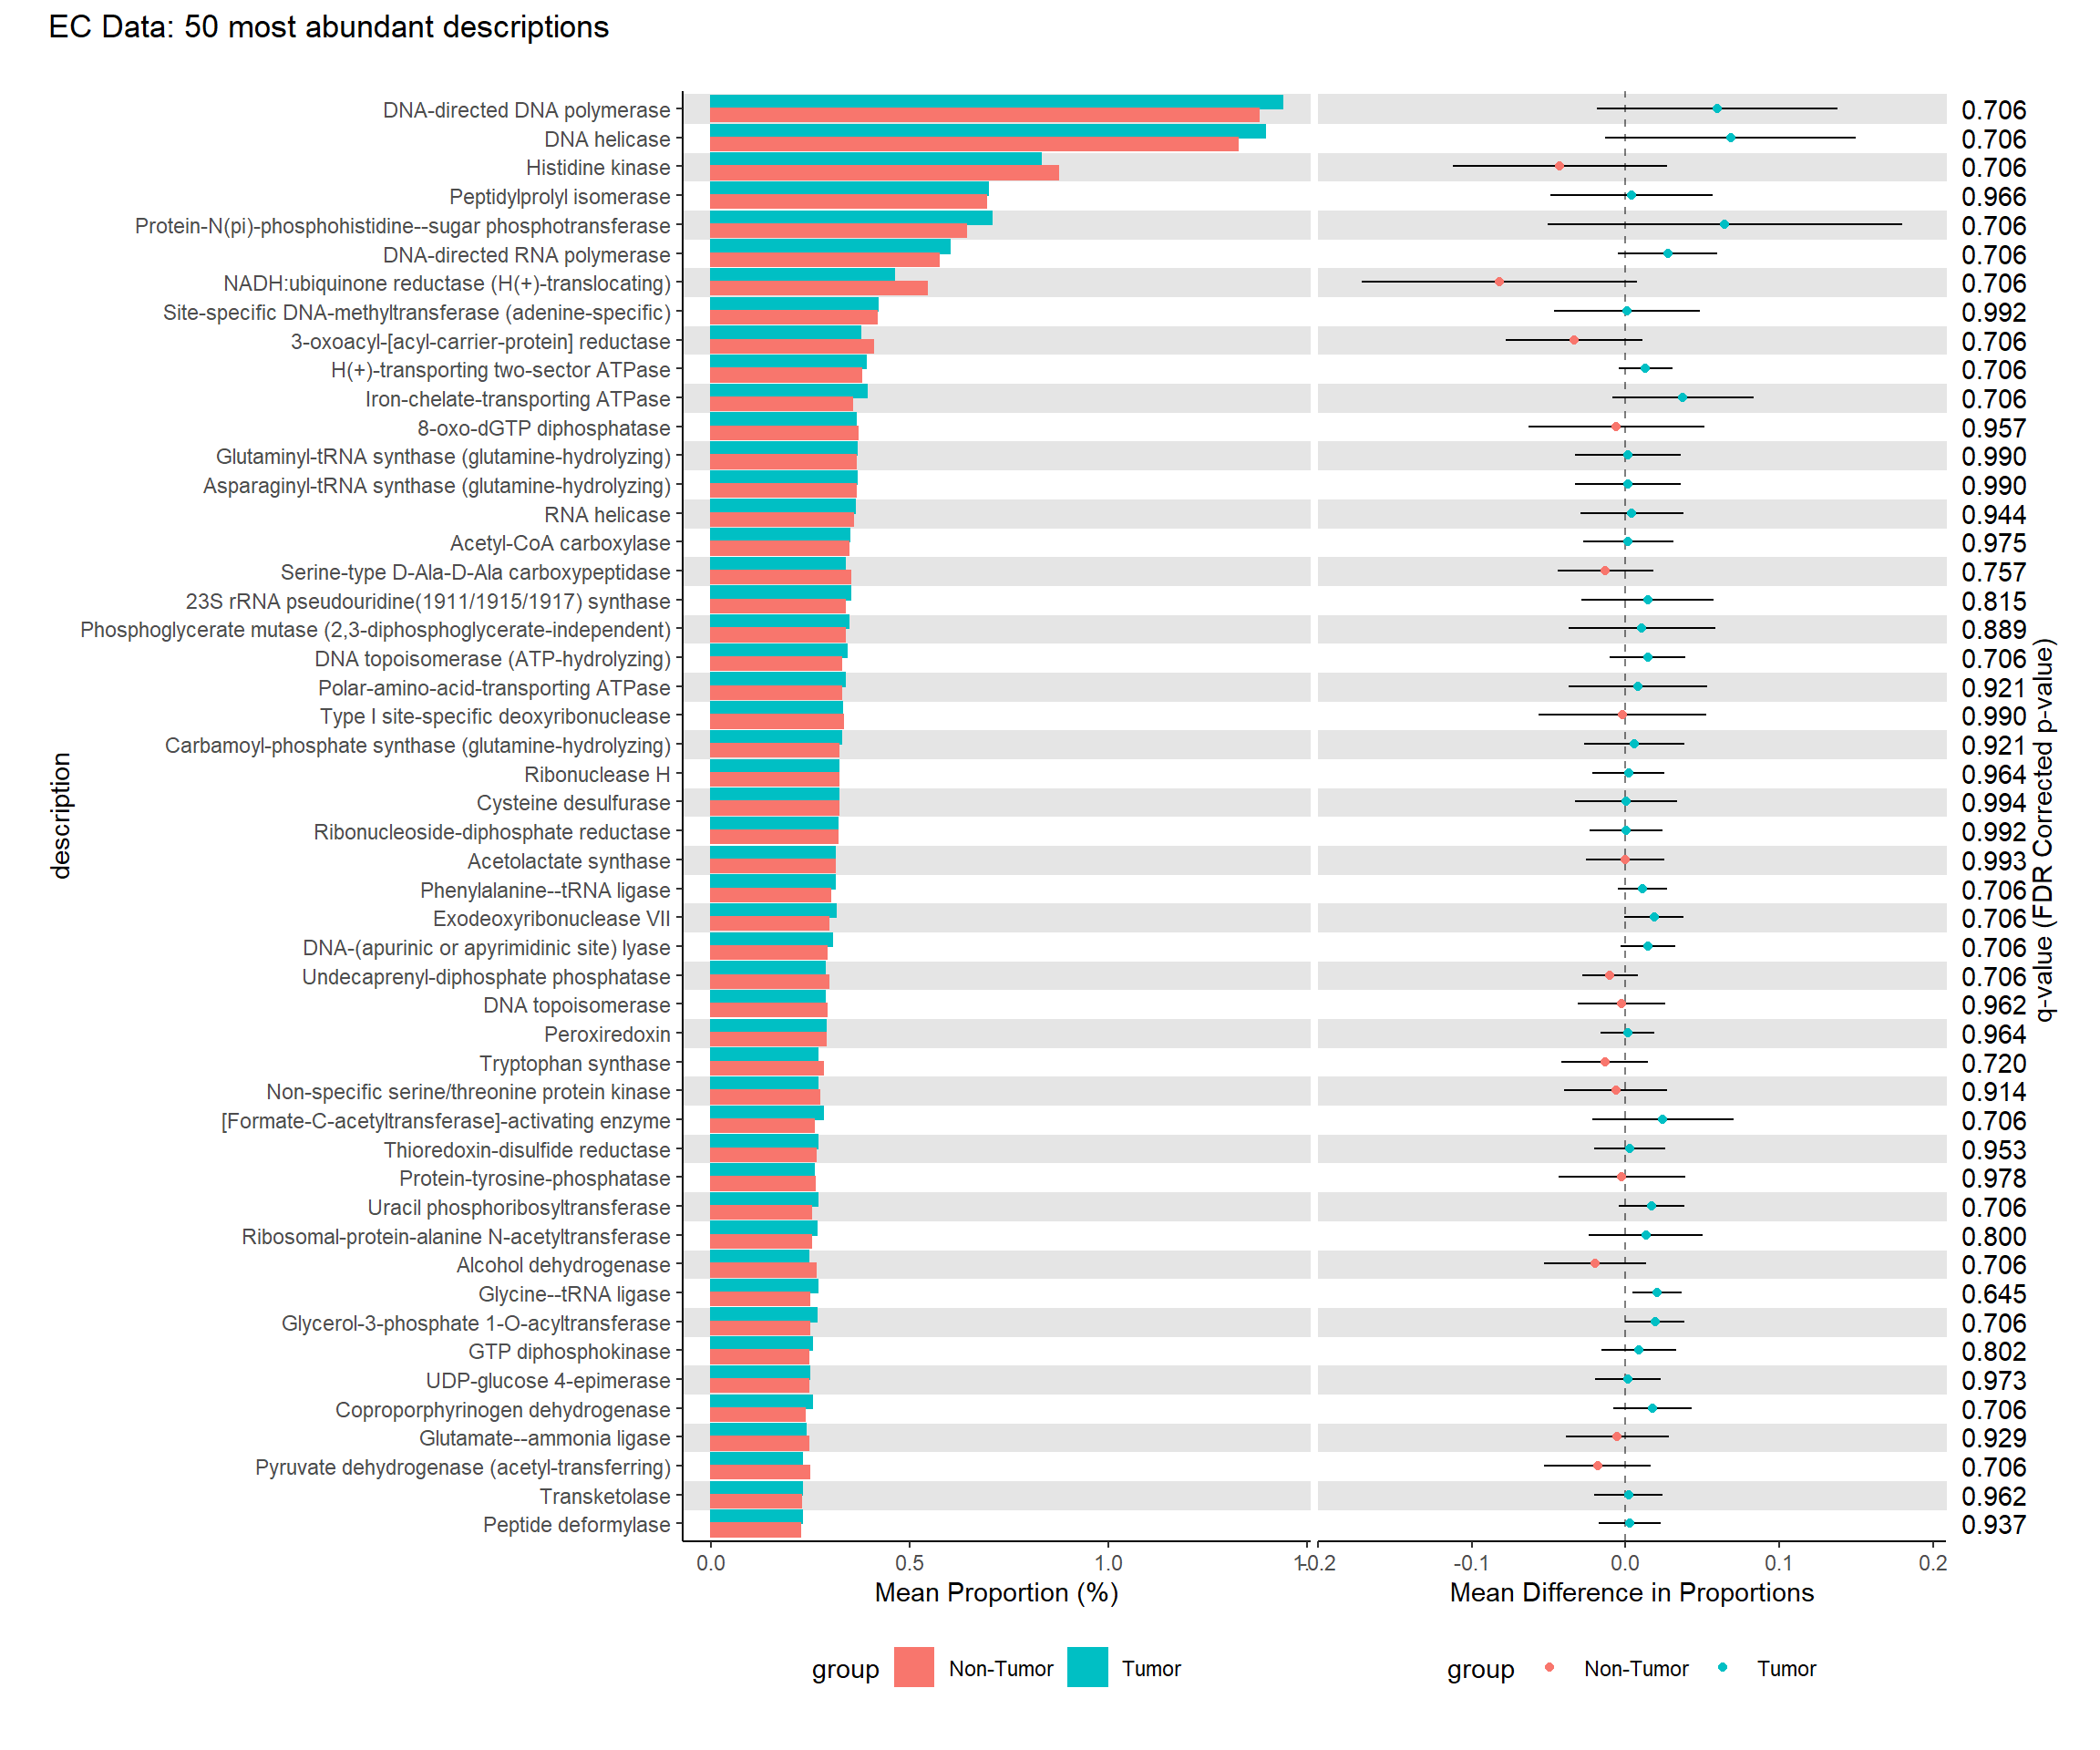 EC Data: 50 most abundant descriptions
DNA-directed DNA polymerase 0.706
DNA helicase 0.706
Histidine kinase 0.706
Peptidylprolyl isomerase 0.966
Protein-N(pi)-phosphohistidine--sugar phosphotransferase 0.706
DNA-directed RNA polymerase 0.706
NADH:ubiquinone reductase (H(+)-translocating) 0.706
Site-specific DNA-methyltransferase (adenine-specific) 0.992
3-oxoacyl-[acyl-carrier-protein] reductase 0.706
H(+)-transporting two-sector ATPase 0.706
Iron-chelate-transporting ATPase 0.706
8-oxo-dGTP diphosphatase 0.957
Glutaminyl-tRNA synthase (glutamine-hydrolyzing) 0.990
Asparaginyl-tRNA synthase (glutamine-hydrolyzing) 0.990
RNA helicase 0.944
Acetyl-CoA carboxylase 0.975
Serine-type D-Ala-D-Ala carboxypeptidase 0.757
23S rRNA pseudouridine(1911/1915/1917) synthase 0.815
Phosphoglycerate mutase (2,3-diphosphoglycerate-independent) 0.889
DNA topoisomerase (ATP-hydrolyzing) 0.706
Polar-amino-acid-transporting ATPase 0.921
Type I site-specific deoxyribonuclease 0.990
Carbamoyl-phosphate synthase (glutamine-hydrolyzing) 0.921
Ribonuclease H 0.964
Cysteine desulfurase 0.994
Ribonucleoside-diphosphate reductase 0.992
Acetolactate synthase 0.993
Phenylalanine--tRNA ligase 0.706
Exodeoxyribonuclease VII 0.706
DNA-(apurinic or apyrimidinic site) lyase 0.706
Undecaprenyl-diphosphate phosphatase 0.706
DNA topoisomerase 0.962
Peroxiredoxin 0.964
Tryptophan synthase 0.720
Non-specific serine/threonine protein kinase 0.914
[Formate-C-acetyltransferase]-activating enzyme 0.706
Thioredoxin-disulfide reductase 0.953
Protein-tyrosine-phosphatase 0.978
Uracil phosphoribosyltransferase 0.706
Ribosomal-protein-alanine N-acetyltransferase 0.800
Alcohol dehydrogenase 0.706
Glycine--tRNA ligase 0.645
Glycerol-3-phosphate 1-O-acyltransferase 0.706
GTP diphosphokinase 0.802
UDP-glucose 4-epimerase 0.973
Coproporphyrinogen dehydrogenase 0.706
Glutamate--ammonia ligase 0.929
Pyruvate dehydrogenase (acetyl-transferring) 0.706
Transketolase 0.962
Peptide deformylase 0.937
description
q-value (FDR Corrected p-value)
0.0 0.5 1.0 -0.1 0.0 0.1 0.2
Mean Proportion (%) Mean Difference in Proportions
group Non-Tumor Tumor group Non-Tumor Tumor